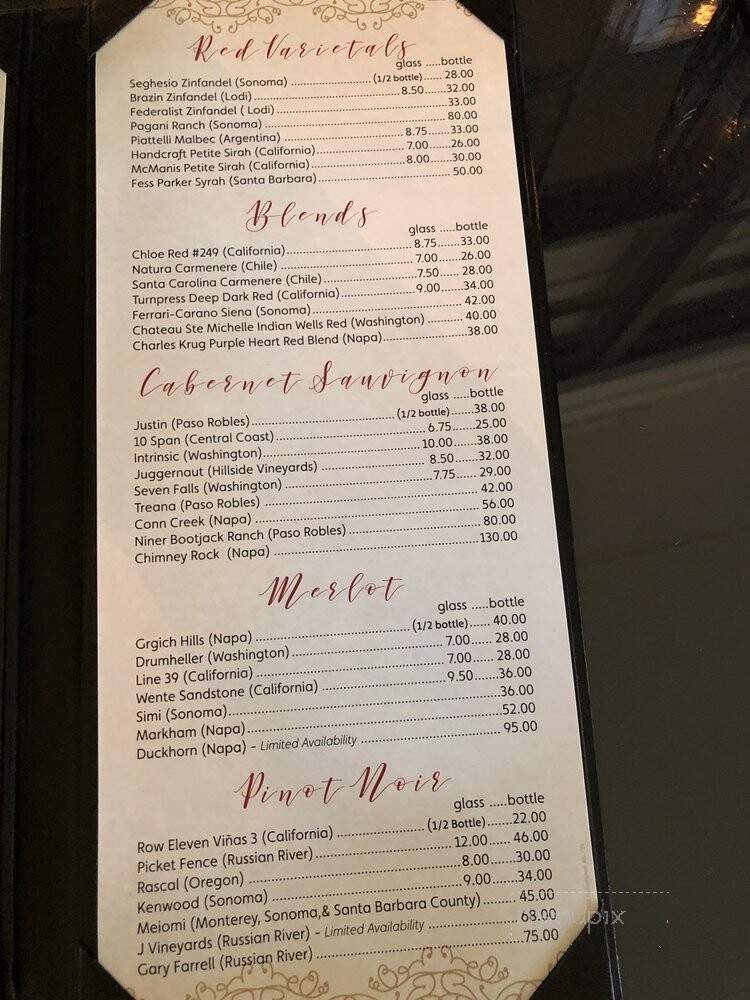 Red Varietals
glass .....bottle
Seghesio Zinfandel (Sonoma) ..........(1/2 bottle)..... 28.00
Brazin Zinfandel (Lodi)..........8.50.......32.00
Federalist Zinfandel ( Lodi)..........33.00
Pagani Ranch (Sonoma) ..........80.00
Piattelli Malbec (Argentina) ..........8.75.......33.00
Handcraft Petite Sirah (California)..........7.00.......26.00
McManis Petite Sirah (California)..........8.00.......30.00
Fess Parker Syrah (Santa Barbara)..........50.00
Blends
glass .....bottle
Chloe Red #249 (California)..........8.75.......33.00
Natura Carmenere (Chile) ..........7.00.......26.00
Santa Carolina Carmenere (Chile)..........7.50...... 28.00
Turnpress Deep Dark Red (California)..........9.00.......34.00
Ferrari-Carano Siena (Sonoma)..........42.00
Chateau Ste Michelle Indian Wells Red (Washington) .......... 40.00
Charles Krug Purple Heart Red Blend (Napa)..........38.00
Cabernet Sauvignon
glass .....bottle
Justin (Paso Robles)..........(1/2 bottle).......38.00
10 Span (Central Coast)..........6.75.......25.00
Intrinsic (Washington)..........10.00.......38.00
Juggernaut (Hillside Vineyards) ..........8.50.......32.00
Seven Falls (Washington) ..........7.75....... 29.00
Treana (Paso Robles) ..........42.00
Conn Creek (Napa) ..........56.00
Niner Bootjack Ranch (Paso Robles)..........80.00
Chimney Rock (Napa) ..........130.00
Merlot
glass .....bottle
Grgich Hills (Napa) ..........(1/2 bottle)...... 40.00
Drumheller (Washington)..........7.00...... 28.00
Line 39 (California) ..........7.00...... 28.00
Wente Sandstone (California) ..........9.50.......36.00
Simi (Sonoma)..........36.00
Markham (Napa)..........52.00
Duckhorn (Napa) - Limited Availability .......... 95.00
Pinot Noir
glass .....bottle
Row Eleven Viñas 3 (California) ..........(1/2 Bottle).......22.00
Picket Fence (Russian River)..........12.00...... 46.00
Rascal (Oregon) ..........8.00.......30.00
Kenwood (Sonoma) ..........9.00.......34.00
Meiomi (Monterey, Sonoma,& Santa Barbara County)......... 45.00
J Vineyards (Russian River) - Limited Availability .......... 68.00
Gary Farrell (Russian River) ..........75.00